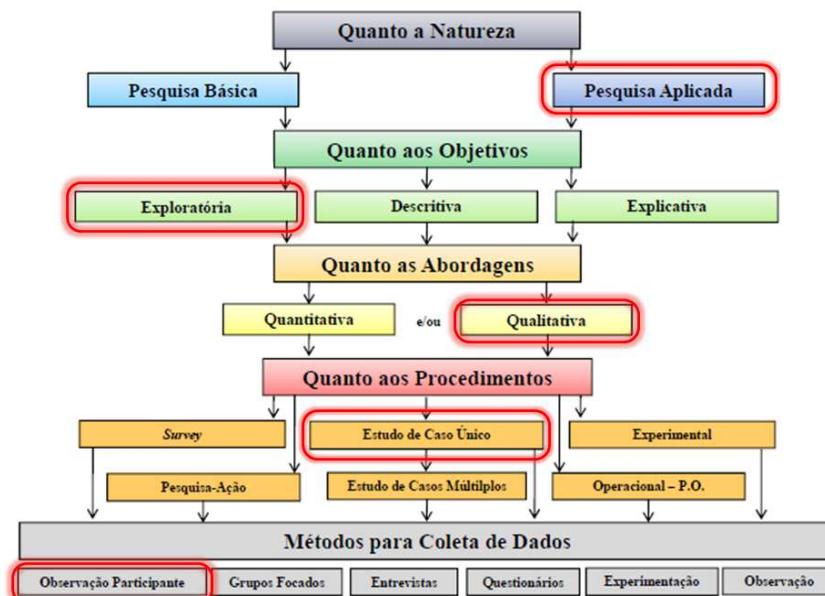 Quanto a Natureza
Pesquisa Básica
Pesquisa Aplicada
Quanto aos Objetivos
Exploratória
Descritiva
Explicativa
Quanto as Abordagens
Quantitativa
e/ou
Qualitativa
Quanto aos Procedimentos
Survey
Estudo de Caso Único
Experimental
Pesquisa-Ação
Estudo de Casos Múltilplos
Operacional – P.O.
Métodos para Coleta de Dados
Observação Participante
Grupos Focados
Entrevistas
Questionários
Experimentação
Observação